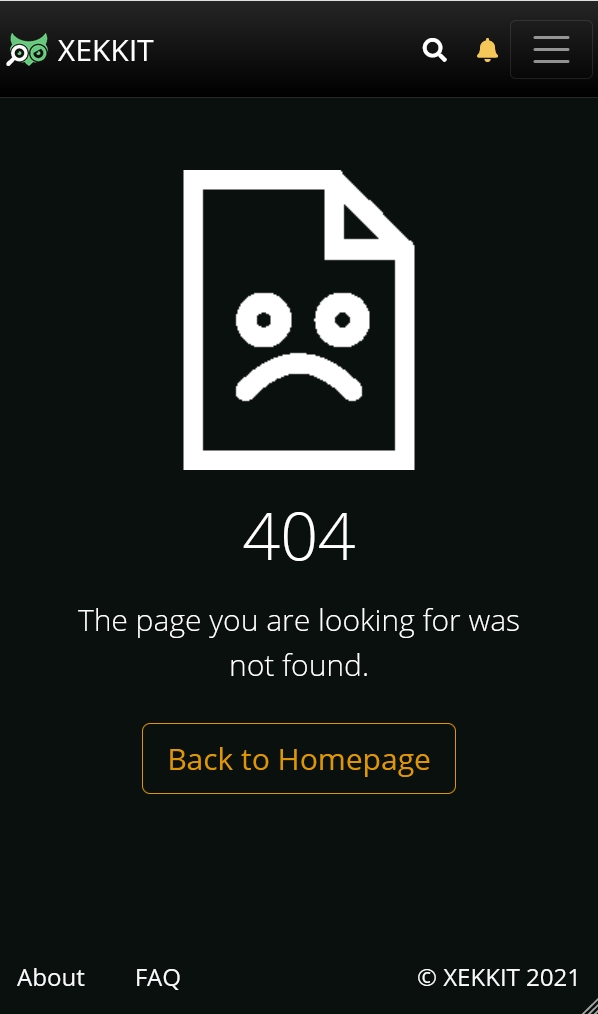 XEKKIT
404
The page you are looking for was
not found.
Back to Homepage
About FAQ © XEKKIT 2021